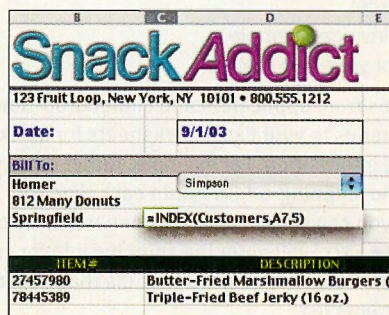 B C D E
Snack Addict
123 Fruit Loop, New York, NY 10101 • 800.555.1212
Date: 9/1/03
Bill To:
Homer Simpson
812 Many Donuts
Springfield =INDEX(Customers,A7,5)
ITEM# DESCRIPTION
27457980 Butter-Fried Marshmallow Burgers (
78445389 Triple-Fried Beef Jerky (16 oz.)